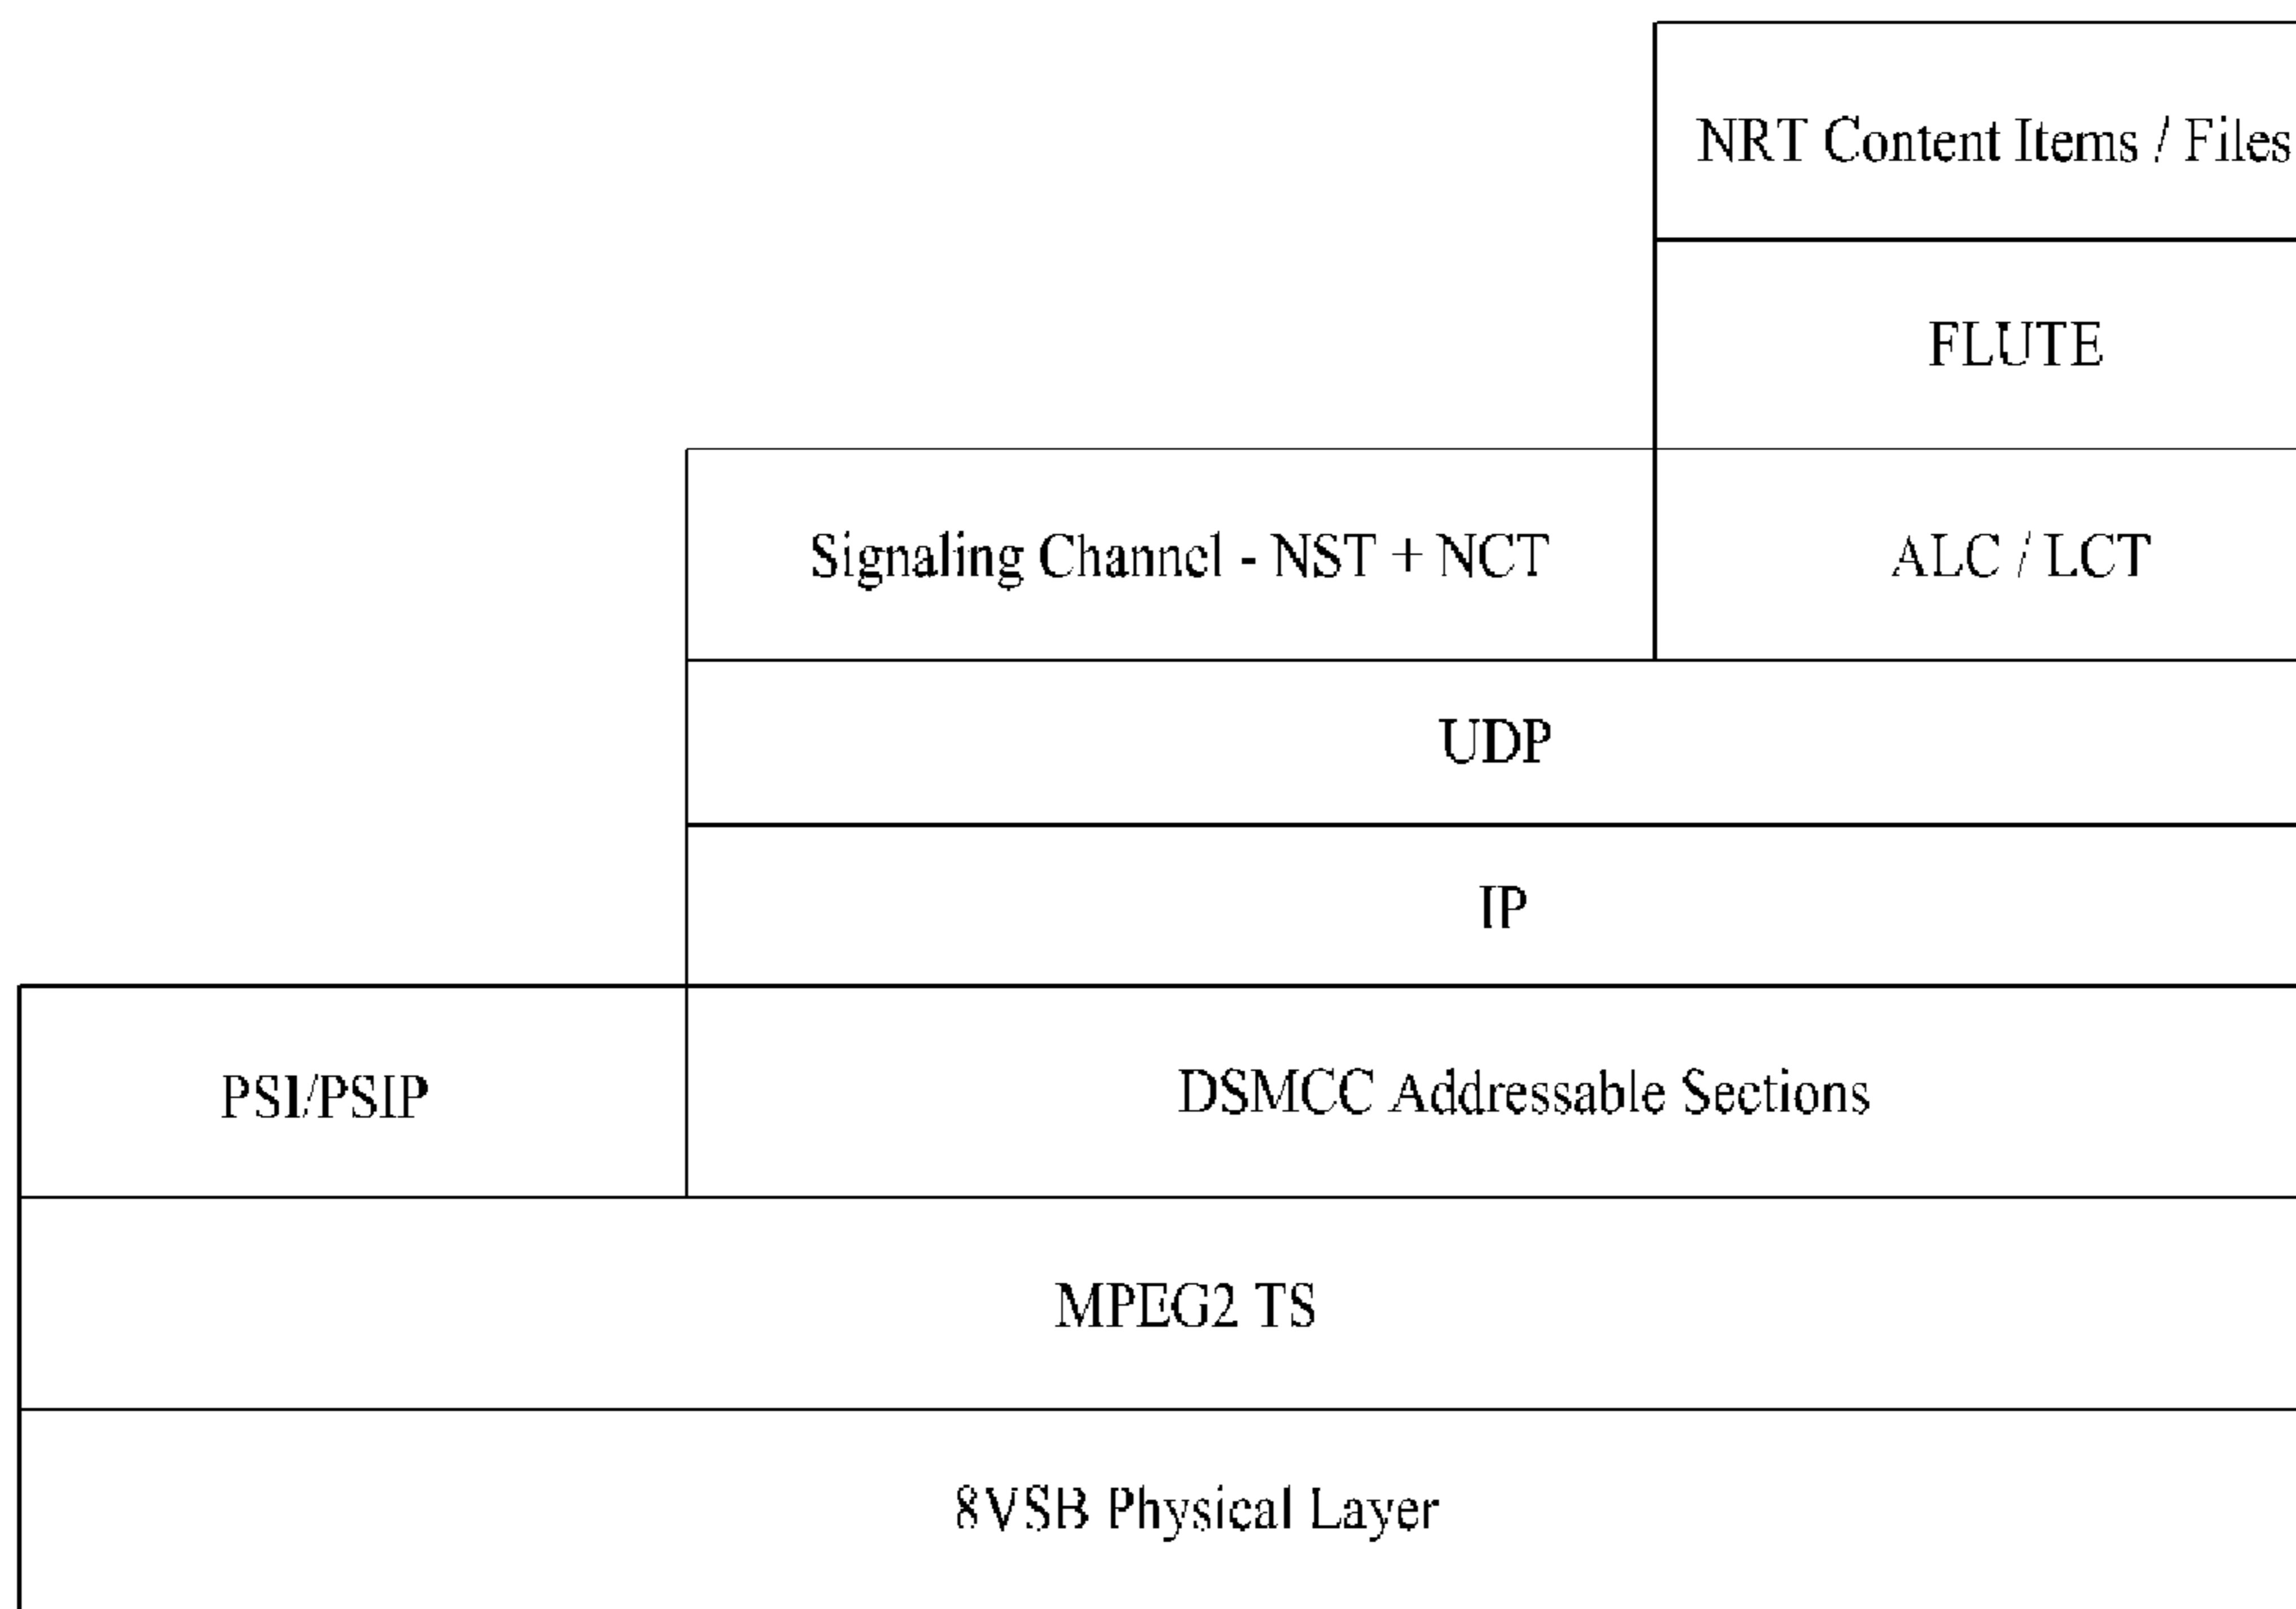 NRT Content Items / Files
FLUTE
Signaling Channel - NST + NCT
ALC / LCT
UDP
IP
PSI/PSIP
DSMCC Addressable Sections
MPEG2 TS
8VSB Physical Layer